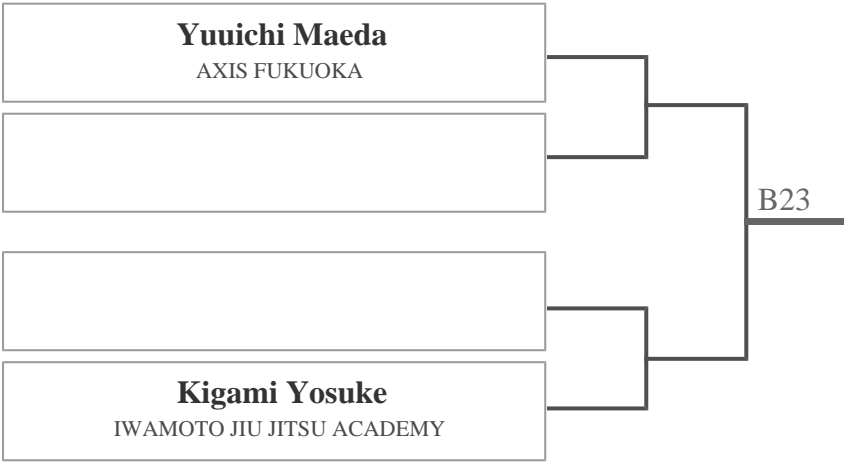 Yuuichi Maeda
AXIS FUKUOKA
B23
Kigami Yosuke
IWAMOTO JIU JITSU ACADEMY